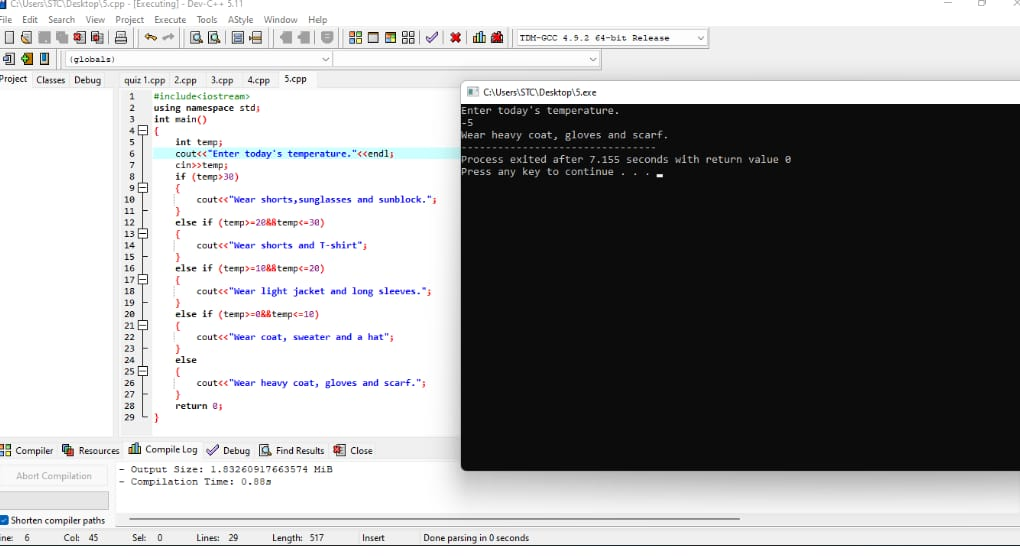 C:\Users\STC\Desktop\5.cpp - [Executing] - Dev-C++ 5.11
File Edit Search View Project Execute Tools AStyle Window Help
TDM-GCC 4.9.2 64-bit Release
(globals)
Project Classes Debug
quiz 1.cpp 2.cpp 3.cpp 4.cpp 5.cpp
1 #include<iostream>
2 using namespace std;
3 int main()
4 {
5 int temp;
6 cout<<"Enter today's temperature."<<endl;
7 cin>>temp;
8 if (temp>30)
9 {
10 cout<<"Wear shorts,sunglasses and sunblock.";
11 }
12 else if (temp>=20&&temp<=30)
13 {
14 cout<<"Wear shorts and T-shirt";
15 }
16 else if (temp>=10&&temp<=20)
17 {
18 cout<<"Wear light jacket and long sleeves.";
19 }
20 else if (temp>=0&&temp<=10)
21 {
22 cout<<"Wear coat, sweater and a hat";
23 }
24 else
25 {
26 cout<<"Wear heavy coat, gloves and scarf.";
27 }
28 return 0;
29 }
C:\Users\STC\Desktop\5.exe
Enter today's temperature.
-5
Wear heavy coat, gloves and scarf.
--------------------------------
Process exited after 7.155 seconds with return value 0
Press any key to continue . . .
Compiler Resources Compile Log Debug Find Results Close
Abort Compilation
- Output Size: 1.83260917663574 MiB
- Compilation Time: 0.88s
Shorten compiler paths
ne: 6 Col: 45 Sel: 0 Lines: 29 Length: 517 Insert Done parsing in 0 seconds